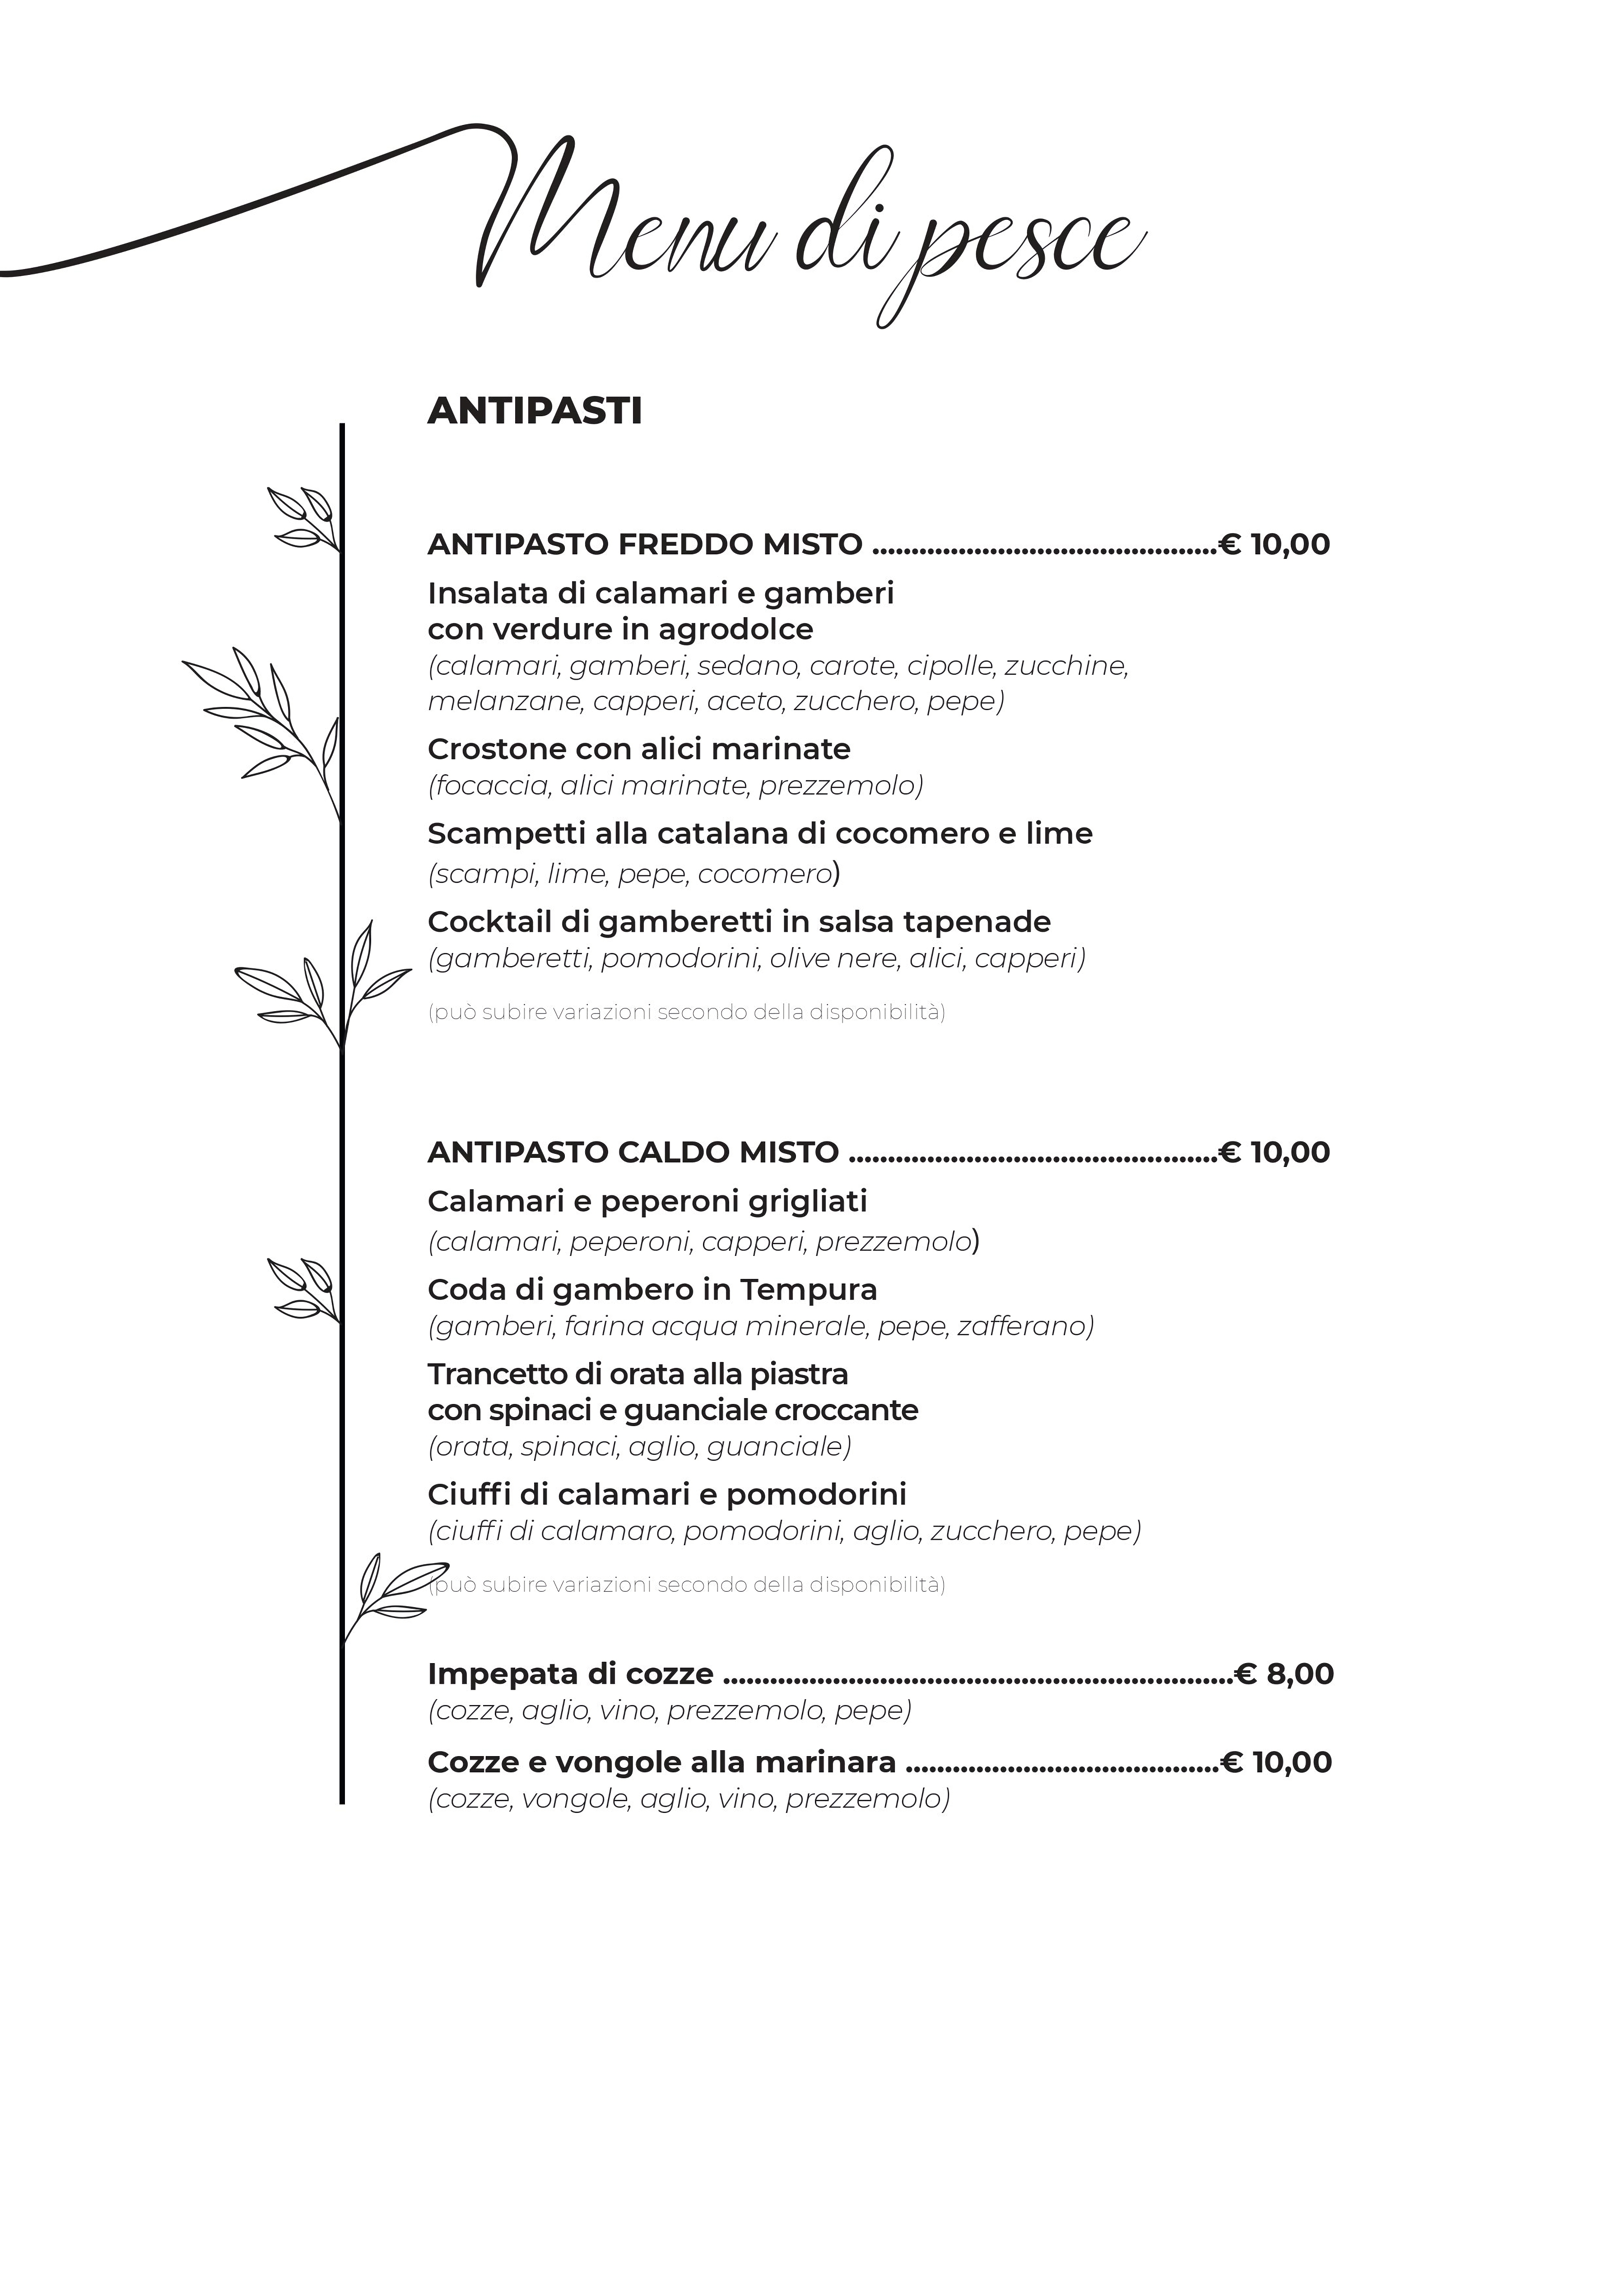 Menu di pesce
ANTIPASTI
ANTIPASTO FREDDO MISTO ............................................€ 10,00
Insalata di calamari e gamberi
con verdure in agrodolce
(calamari, gamberi, sedano, carote, cipolle, zucchine,
melanzane, capperi, aceto, zucchero, pepe)
Crostone con alici marinate
(focaccia, alici marinate, prezzemolo)
Scampetti alla catalana di cocomero e lime
(scampi, lime, pepe, cocomero)
Cocktail di gamberetti in salsa tapenade
(gamberetti, pomodorini, olive nere, alici, capperi)
(può subire variazioni secondo della disponibilità)
ANTIPASTO CALDO MISTO ...............................................€ 10,00
Calamari e peperoni grigliati
(calamari, peperoni, capperi, prezzemolo)
Coda di gambero in Tempura
(gamberi, farina acqua minerale, pepe, zafferano)
Trancetto di orata alla piastra
con spinaci e guanciale croccante
(orata, spinaci, aglio, guanciale)
Ciuffi di calamari e pomodorini
(ciuffi di calamaro, pomodorini, aglio, zucchero, pepe)
(può subire variazioni secondo della disponibilità)
Impepata di cozze .................................................................€ 8,00
(cozze, aglio, vino, prezzemolo, pepe)
Cozze e vongole alla marinara ........................................€ 10,00
(cozze, vongole, aglio, vino, prezzemolo)